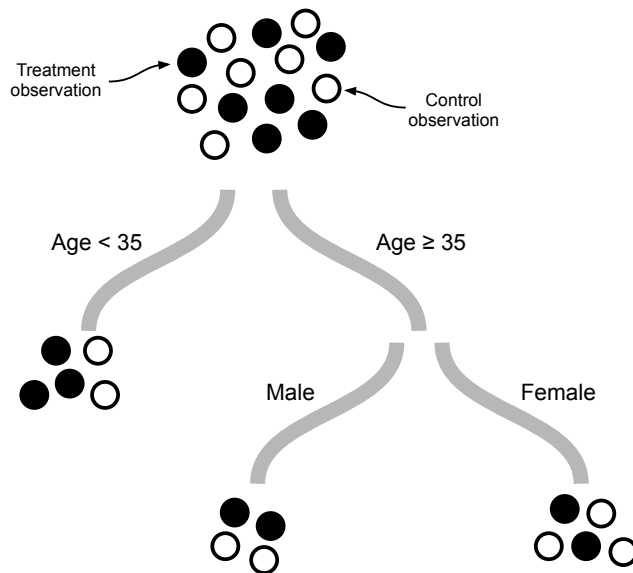 Treatment
observation
Control
observation
Age < 35
Age ≥ 35
Male
Female